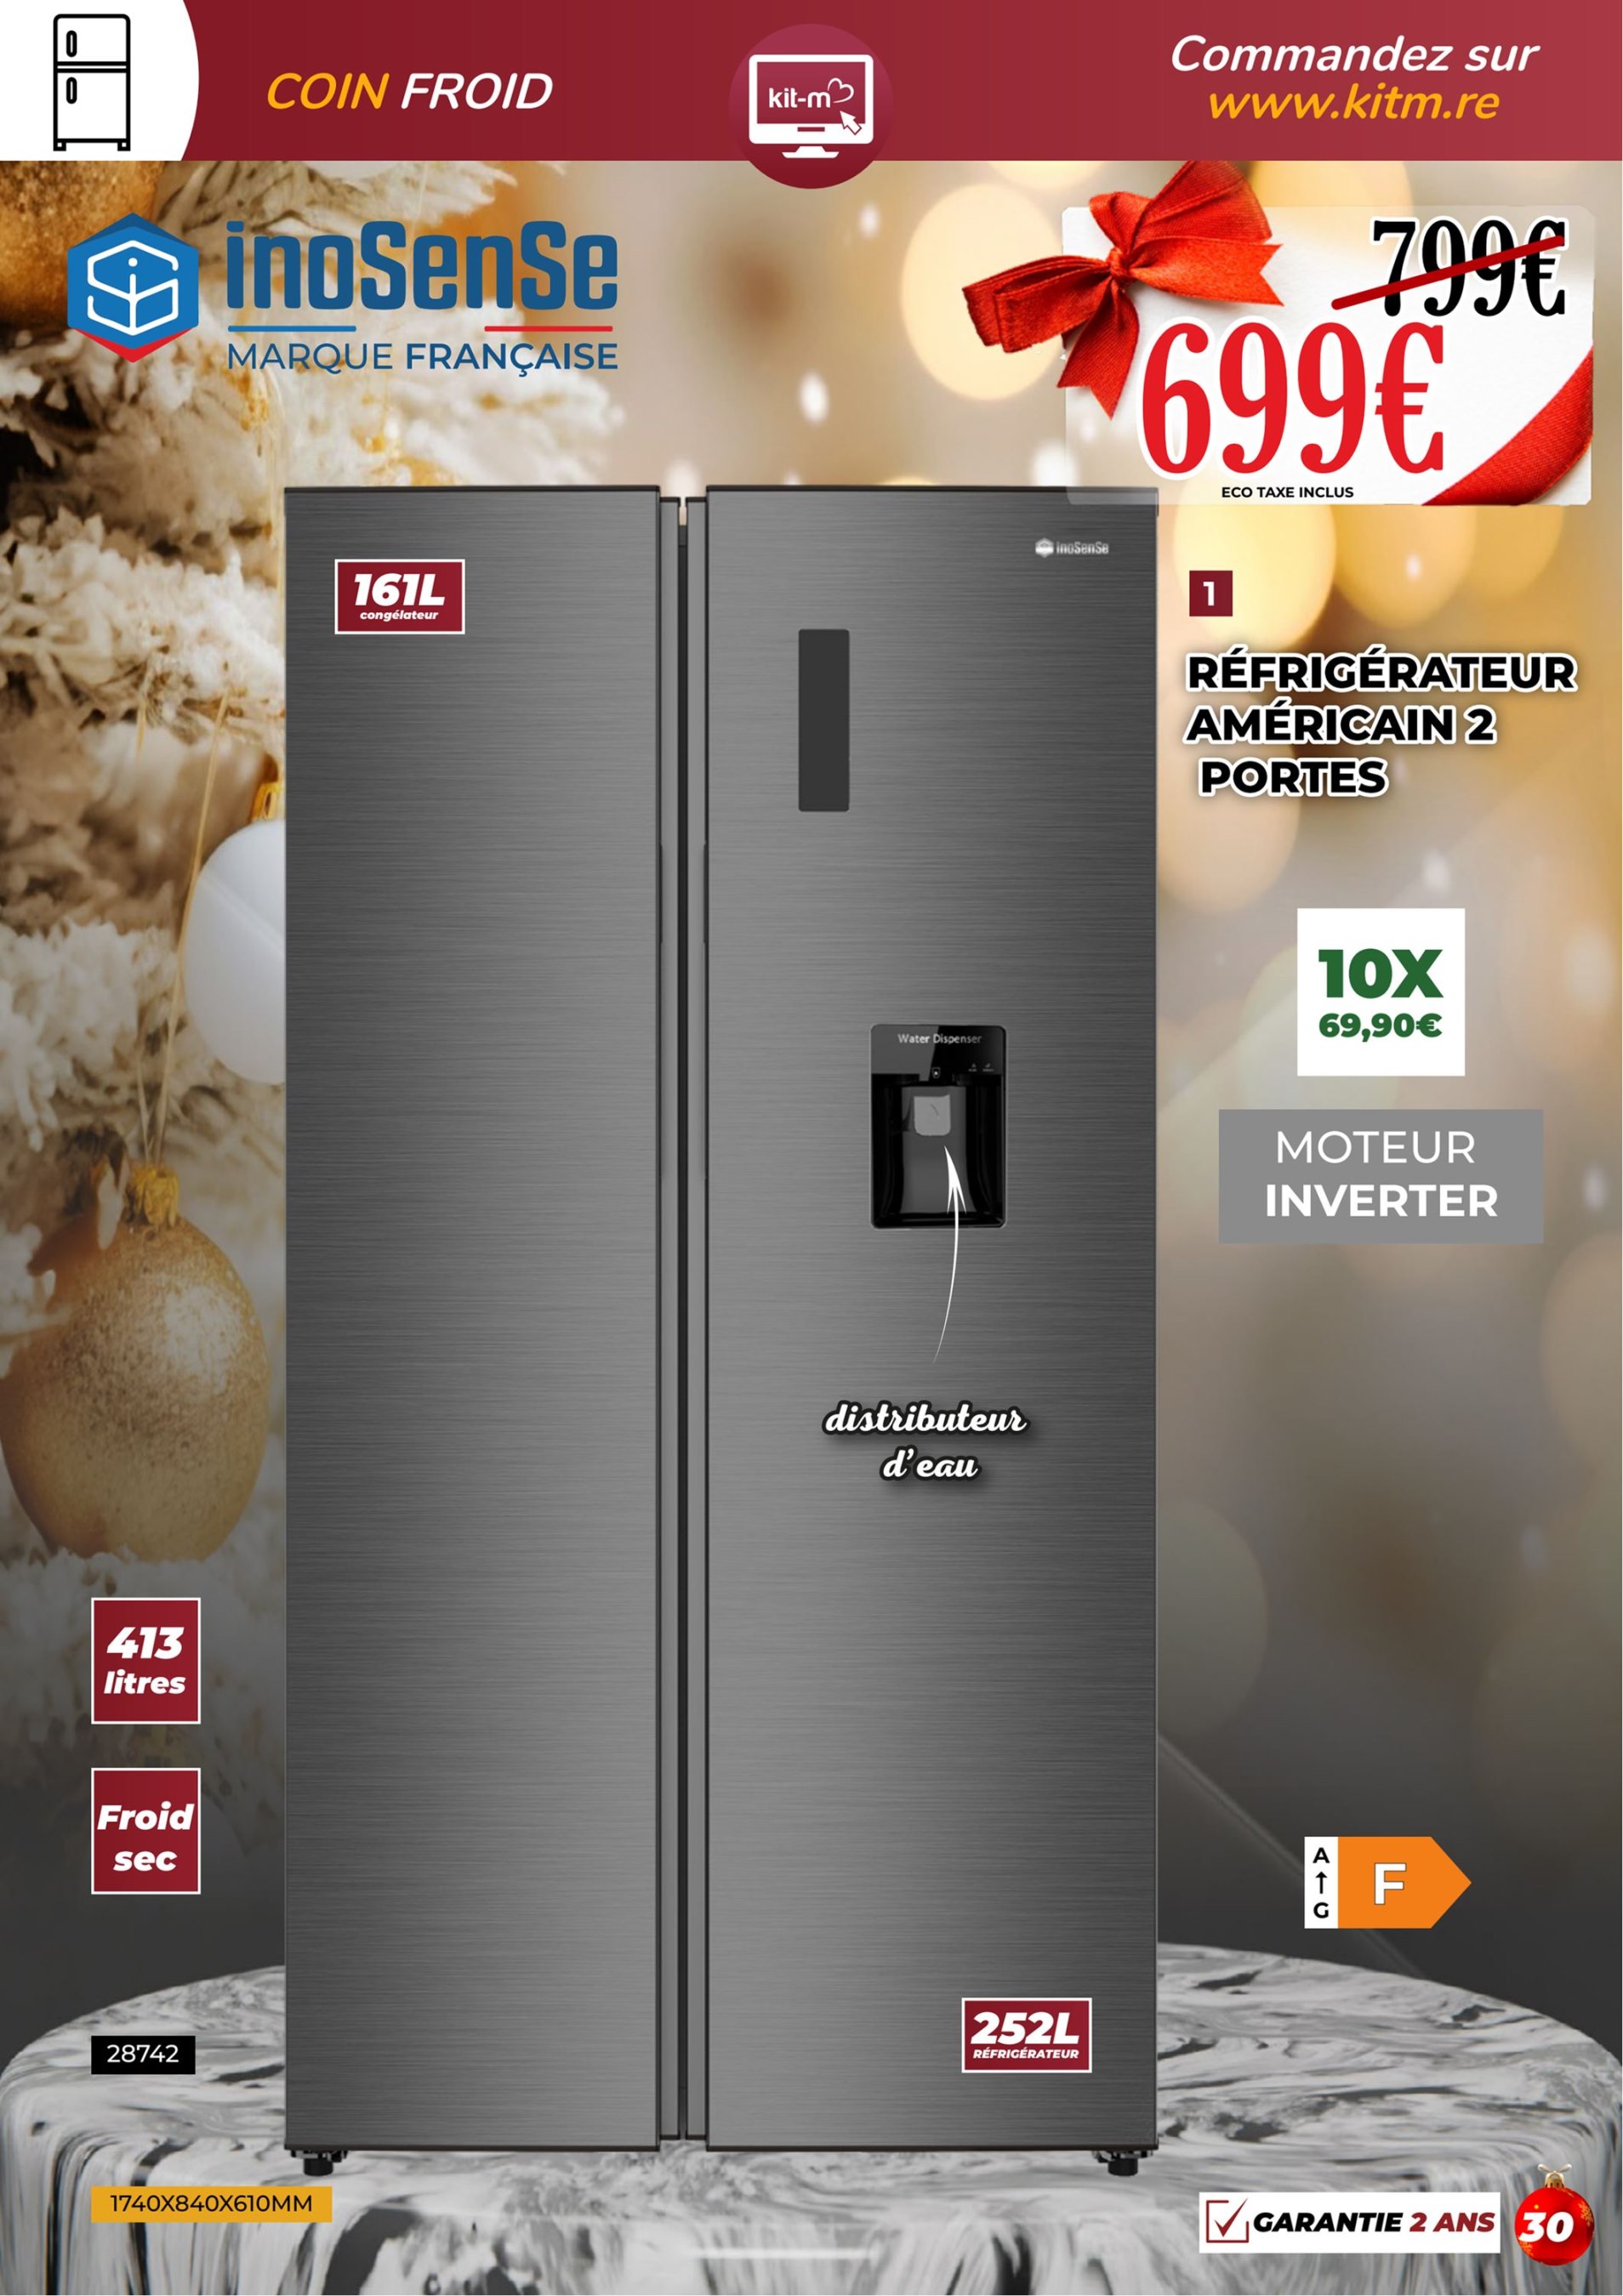 COIN FROID
kit-m
Commandez sur
www.kitm.re
inoSenSe
MARQUE FRANÇAISE
799€
699€
ECO TAXE INCLUS
inoSenSe
161L
congélateur
1
RÉFRIGÉRATEUR
AMÉRICAIN 2
PORTES
10X
69,90€
Water Dispenser
MOTEUR
INVERTER
distributeur
d'eau
413
litres
Froid
sec
A
G
F
252L
RÉFRIGÉRATEUR
28742
1740X840X610MM
GARANTIE 2 ANS
30